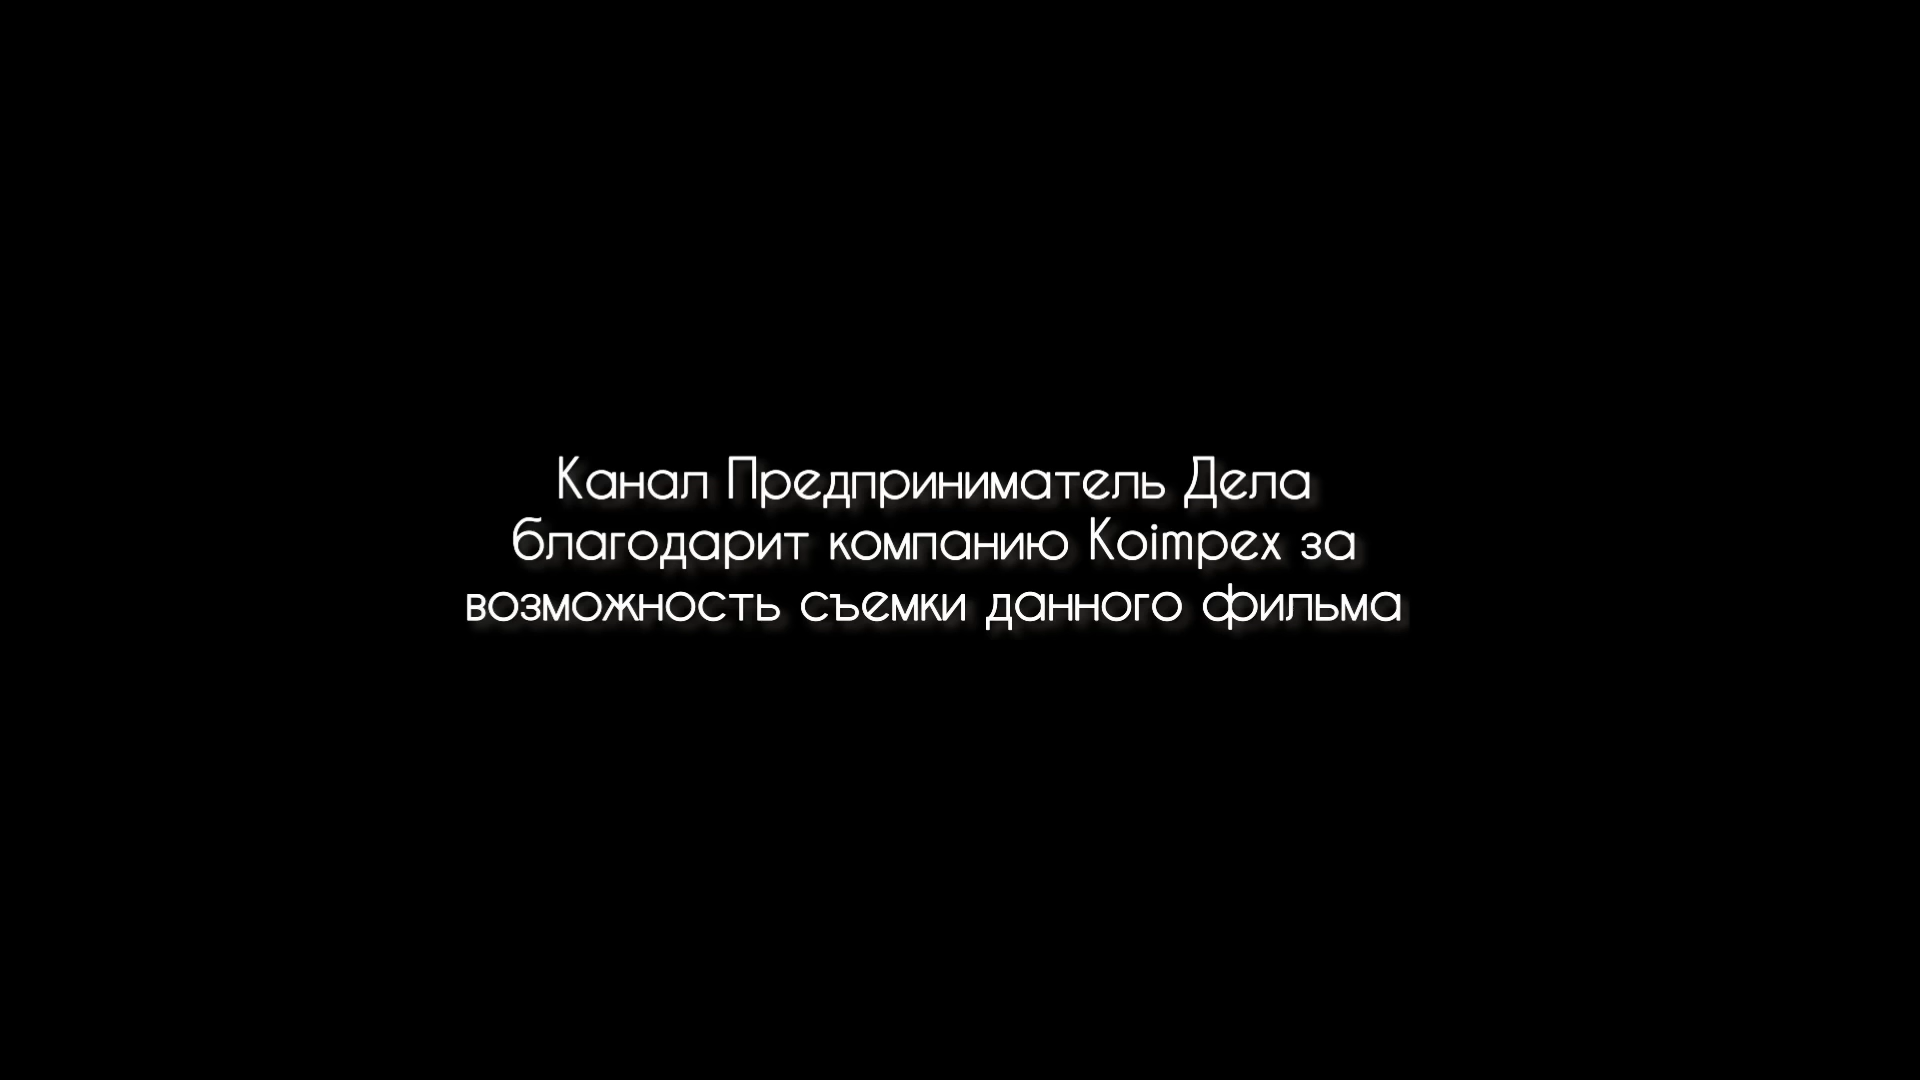 Канал Предприниматель Дела
благодарит компанию Koimpex за
возможность съемки данного фильма